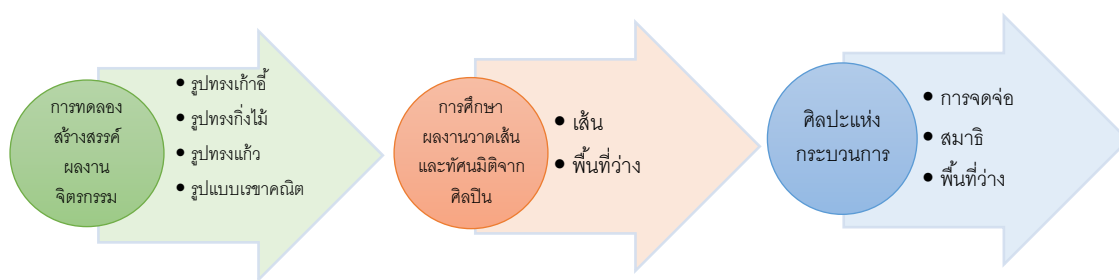 การทดลอง
สร้างสรรค์
ผลงาน
จิตรกรรม
• รูปทรงเก้าอี้
• รูปทรงกิ่งไม้
• รูปทรงแก้ว
• รูปแบบเรขาคณิต
การศึกษา
ผลงานวาดเส้น
และทัศนมิติจาก
ศิลปิน
• เส้น
• พื้นที่ว่าง
ศิลปะแห่ง
กระบวนการ
• การจดจ่อ
• สมาธิ
• พื้นที่ว่าง